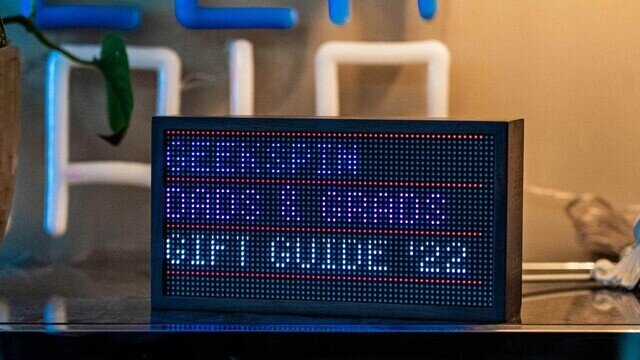 GEEKSPIN
DADS & GRADS
GIFT GUIDE '22